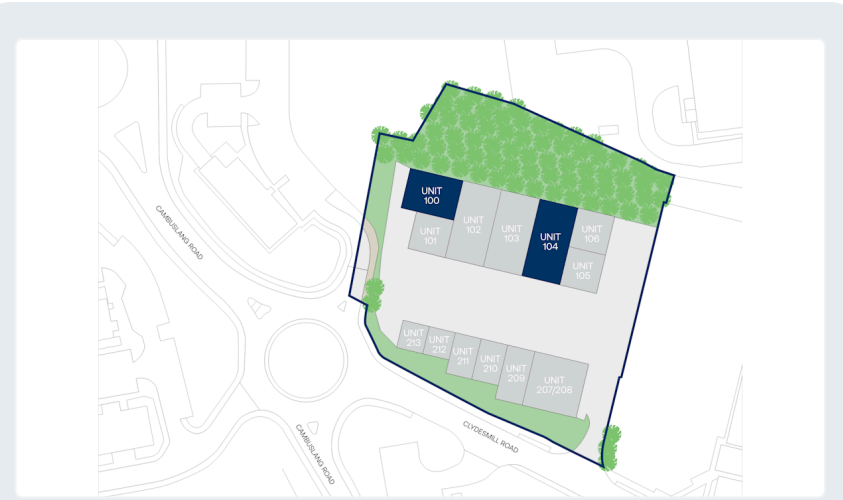 UNIT
100
UNIT
101
UNIT
102
UNIT
103
UNIT
104
UNIT
106
UNIT
105
CAMBUSLANG ROAD
UNIT
213
UNIT
212
UNIT
211
UNIT
210
UNIT
209
UNIT
207/208
CAMBUSLANG ROAD
CLYDESMILL ROAD